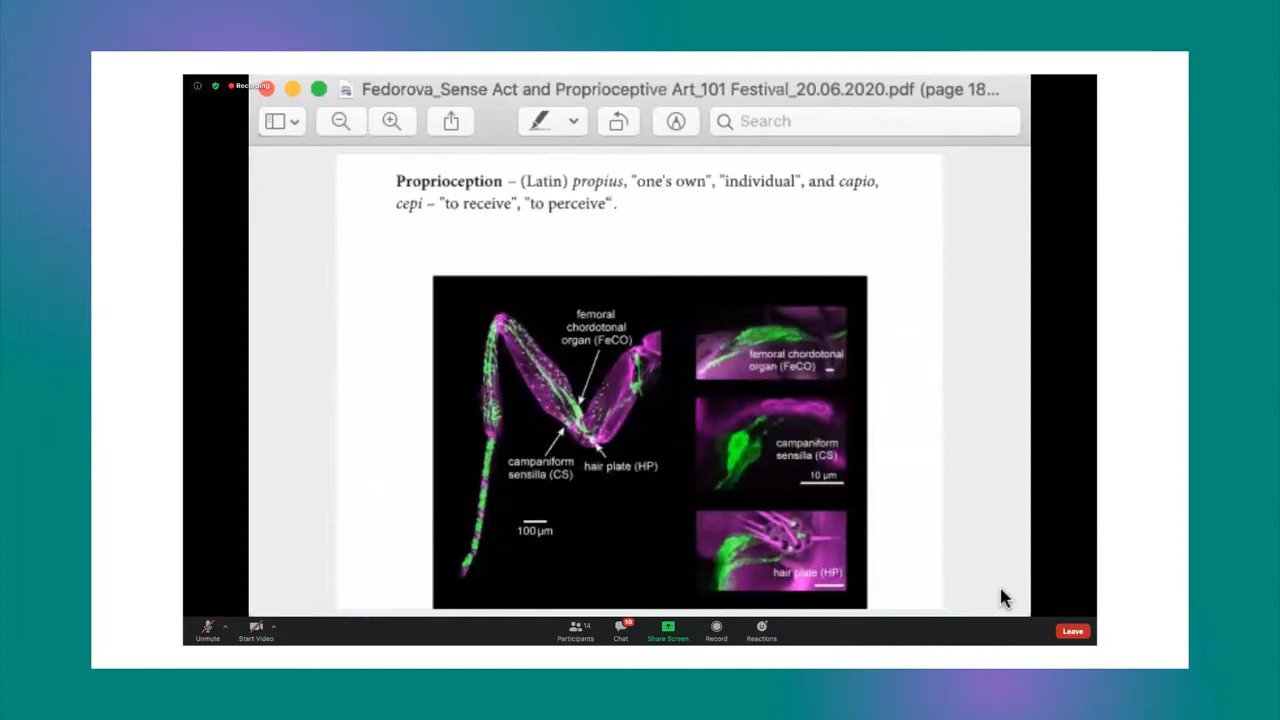 Recording
Fedorova_Sense Act and Proprioceptive Art_101 Festival_20.06.2020.pdf (page 18...
Search
Proprioception – (Latin) propius, "one's own", "individual", and capio,
cepi – "to receive", "to perceive“.
femoral
chordotonal
organ (FeCO)
campaniform
sensilla (CS)
hair plate (HP)
100 µm
femoral chordotonal
organ (FeCO)
campaniform
sensilla (CS)
10 µm
hair plate (HP)
Unmute
Start Video
14
Participants
10
Chat
Share Screen
Record
Reactions
Leave